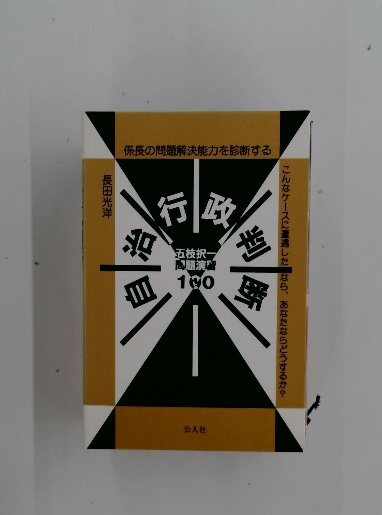 係長の問題解決能力を診断する
こんなケースに遭遇したなら、あなたならどうするか?
長田光洋
自治行政判断
五枝択一
問題演習
100
公人社